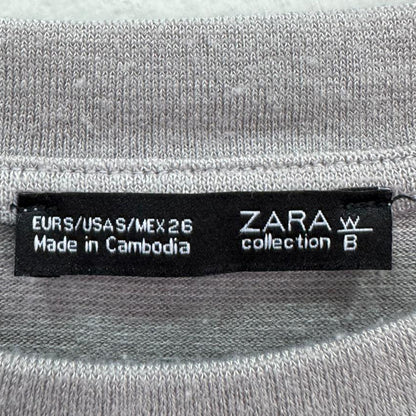 EUR S/USA S/MEX 26
Made in Cambodia
ZARA W/B
collection